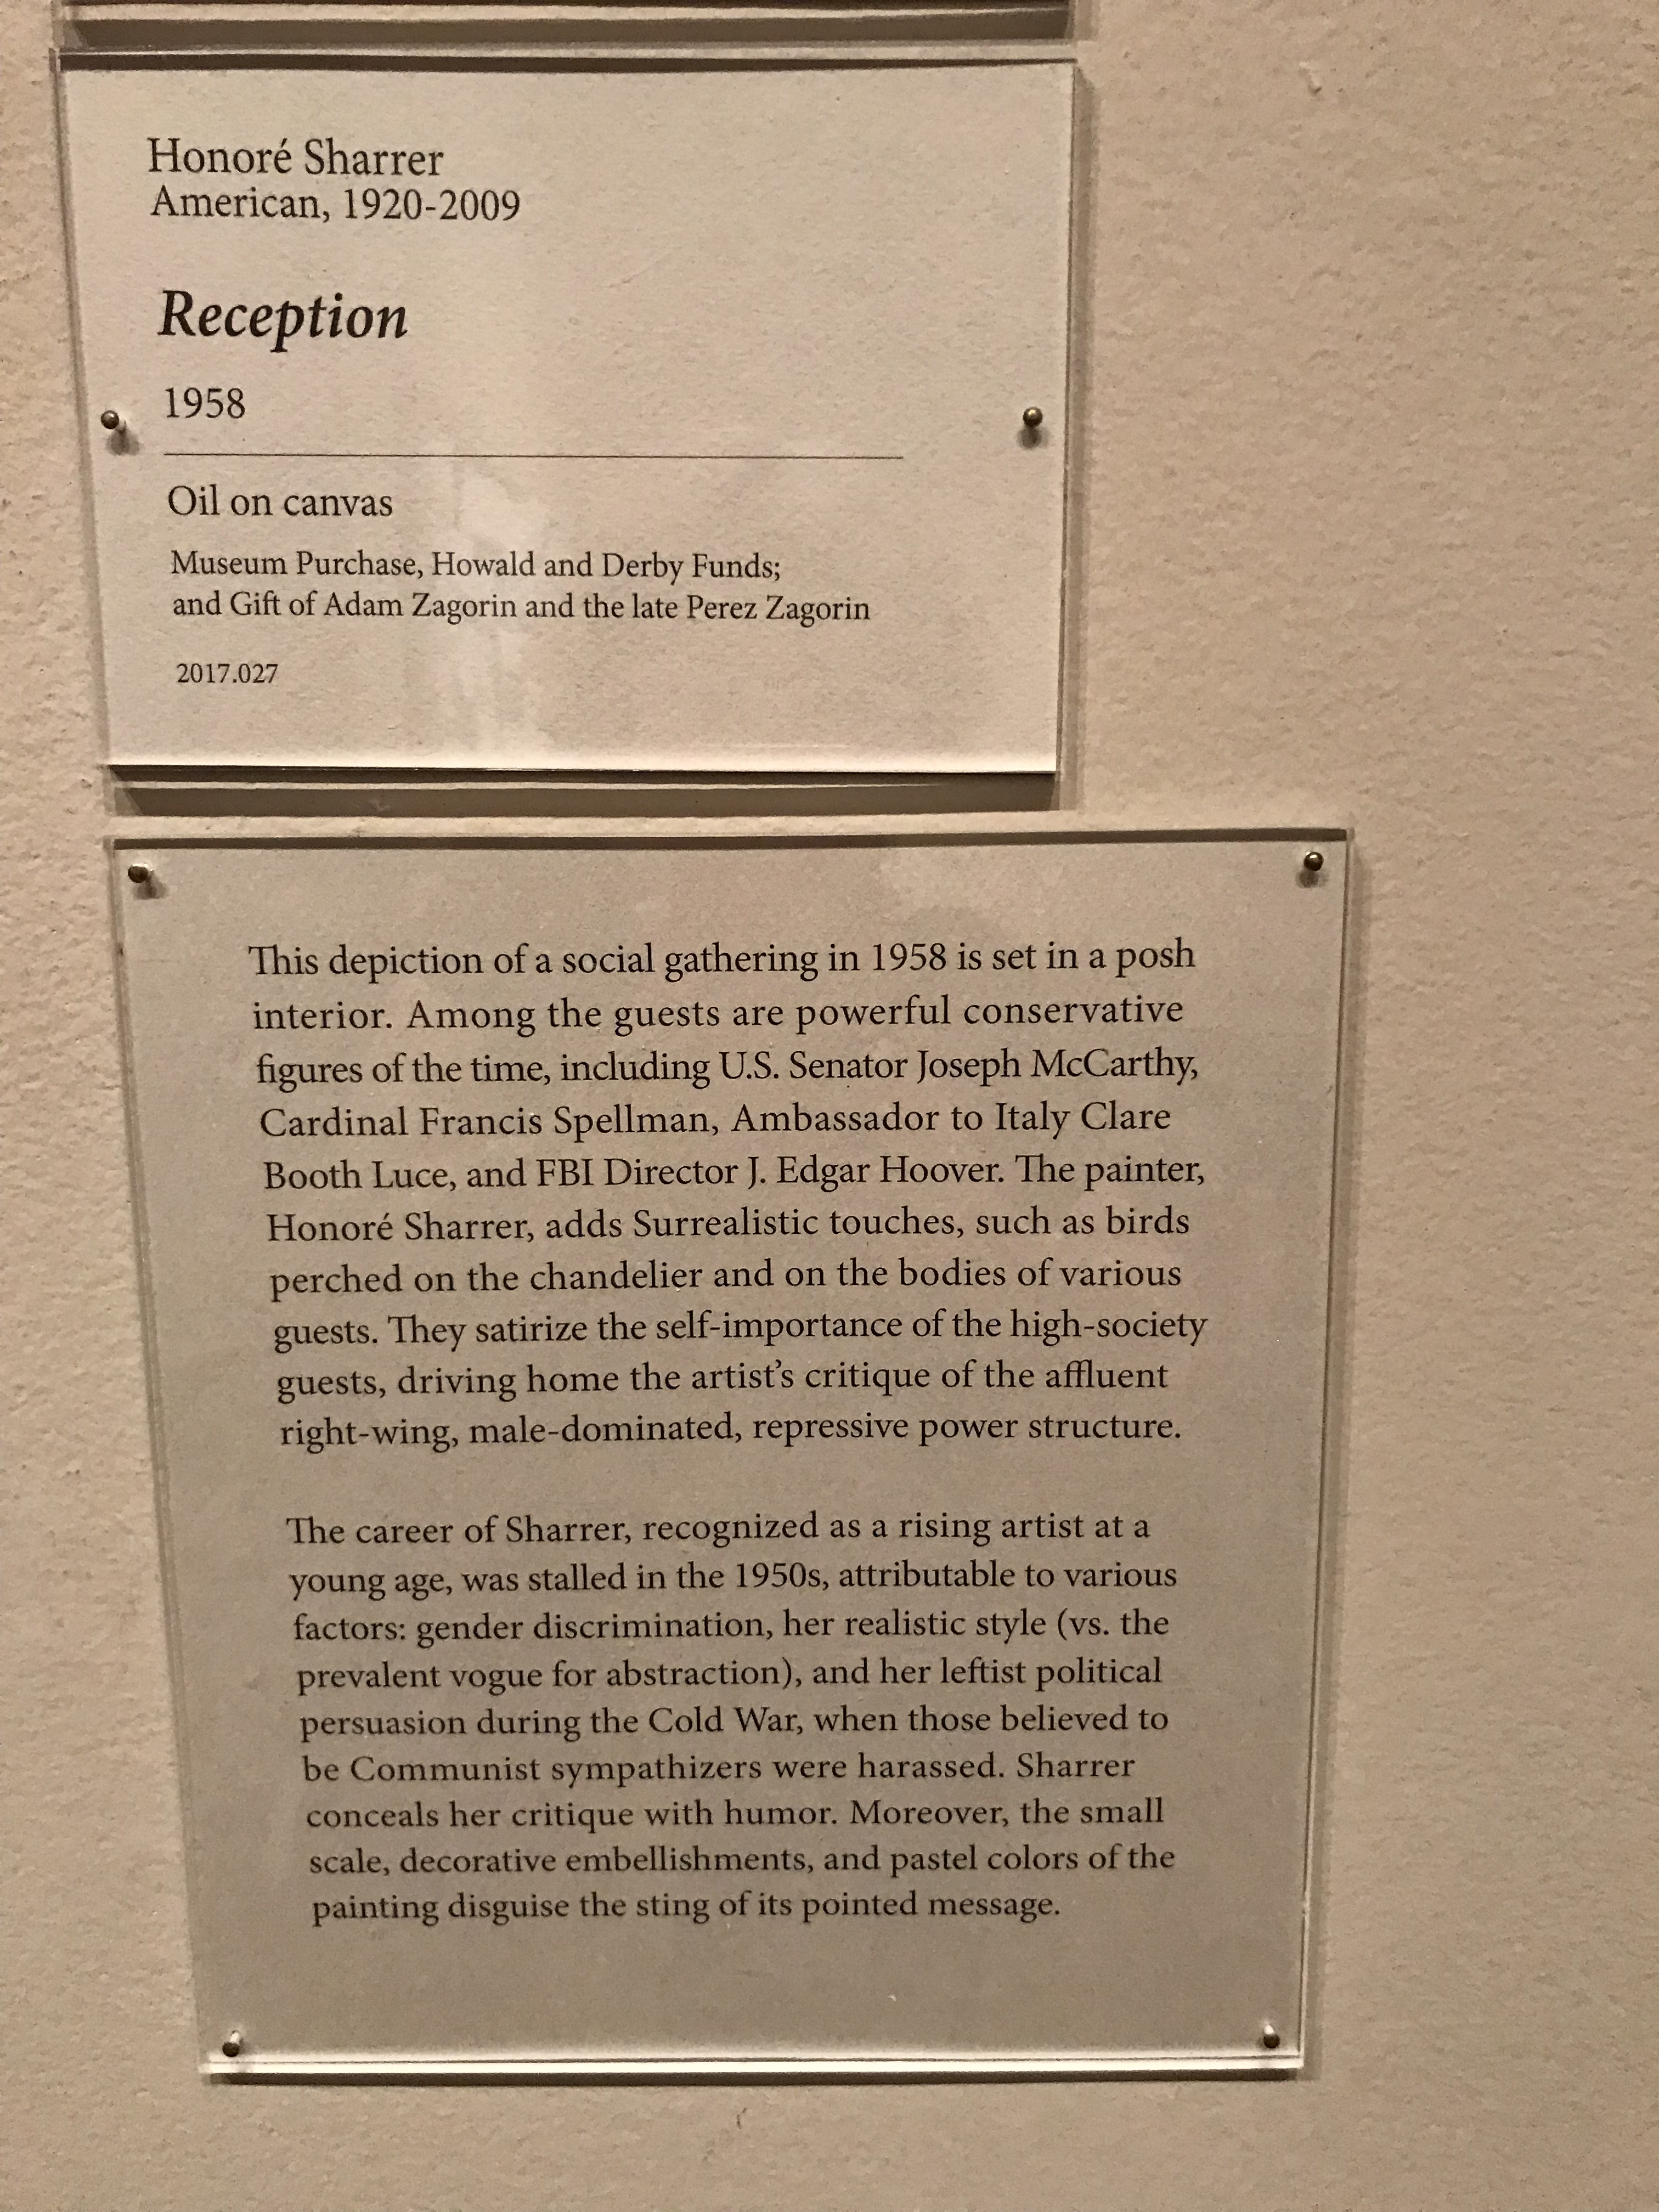 Honoré Sharrer
American, 1920-2009
Reception
1958
Oil on canvas
Museum Purchase, Howald and Derby Funds;
and Gift of Adam Zagorin and the late Perez Zagorin
2017.027
This depiction of a social gathering in 1958 is set in a posh
interior. Among the guests are powerful conservative
figures of the time, including U.S. Senator Joseph McCarthy,
Cardinal Francis Spellman, Ambassador to Italy Clare
Booth Luce, and FBI Director J. Edgar Hoover. The painter,
Honoré Sharrer, adds Surrealistic touches, such as birds
perched on the chandelier and on the bodies of various
guests. They satirize the self-importance of the high-society
guests, driving home the artist's critique of the affluent
right-wing, male-dominated, repressive power structure.
The career of Sharrer, recognized as a rising artist at a
young age, was stalled in the 1950s, attributable to various
factors: gender discrimination, her realistic style (vs. the
prevalent vogue for abstraction), and her leftist political
persuasion during the Cold War, when those believed to
be Communist sympathizers were harassed. Sharrer
conceals her critique with humor. Moreover, the small
scale, decorative embellishments, and pastel colors of the
painting disguise the sting of its pointed message.